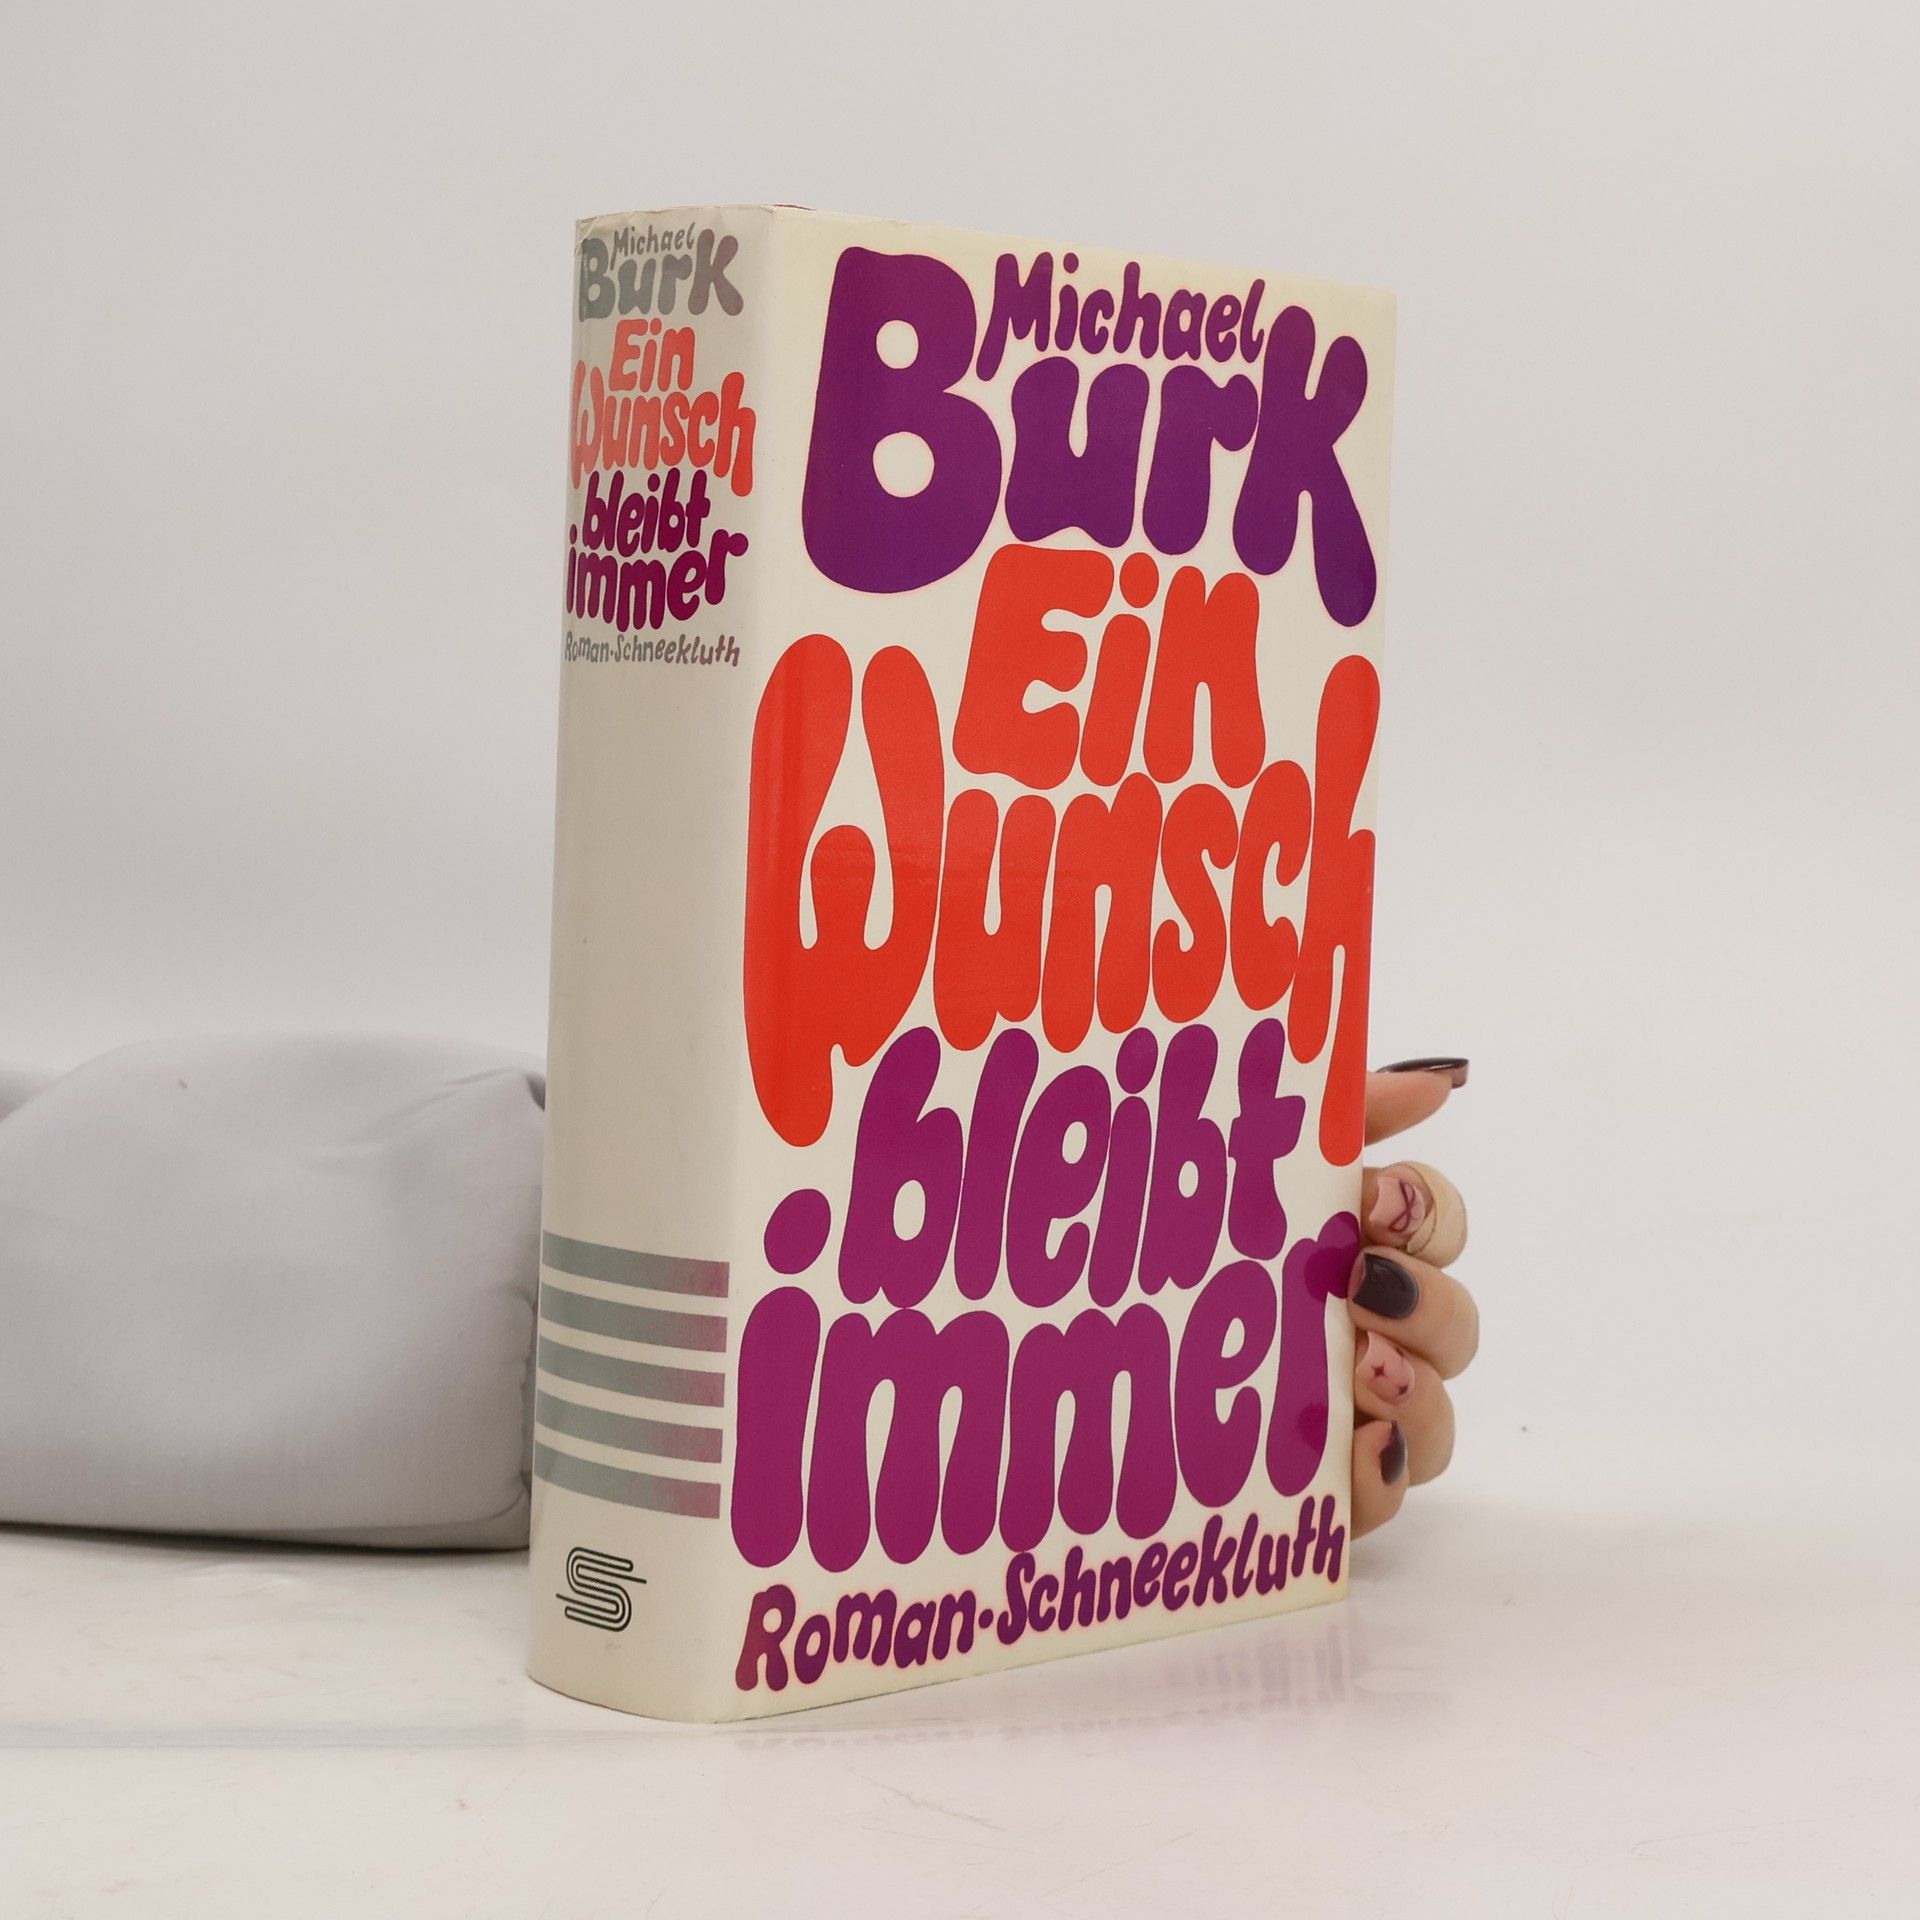 Michael
Burk
Ein
Wunsch
bleibt
immer
Roman-Schneekluth
Michael
Burk
Ein
Wunsch
bleibt
immer
Roman-Schneekluth
S